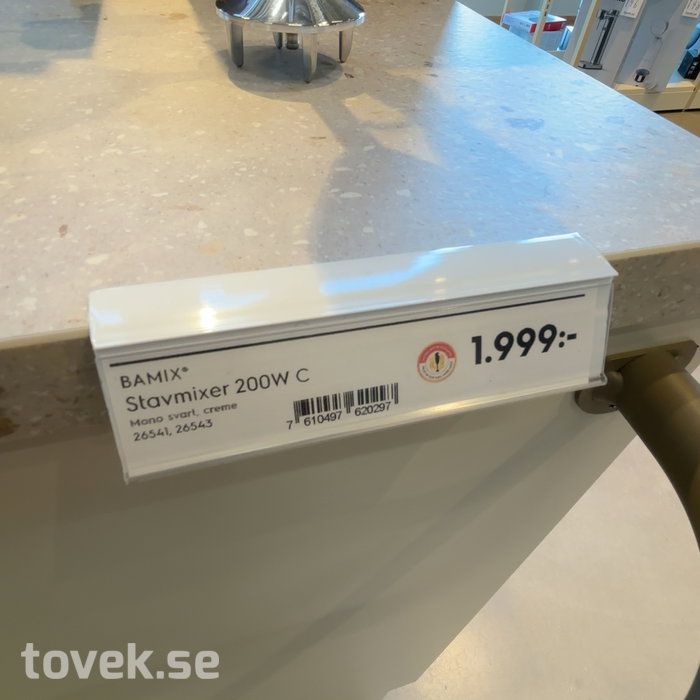 BAMIX®
Stavmixer 200W C
Mono svart, creme
26541, 26543
7 610497 620297
1.999:-
tovek.se